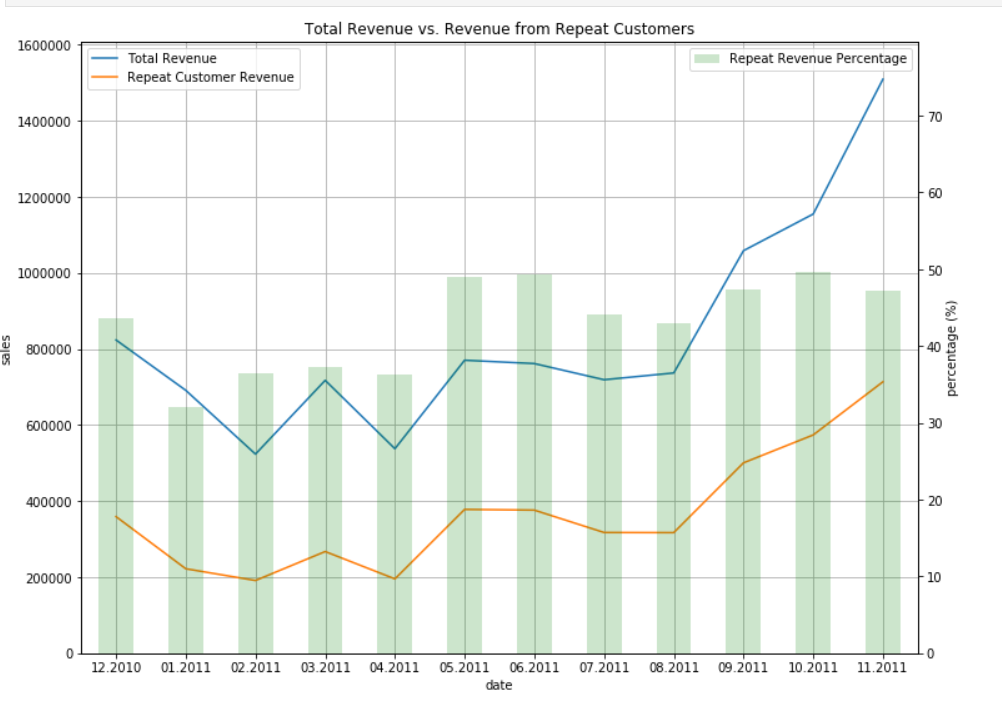 Total Revenue vs. Revenue from Repeat Customers
Total Revenue
Repeat Customer Revenue
Repeat Revenue Percentage
1600000
1400000
1200000
1000000
800000
600000
400000
200000
0
sales
70
60
50
40
30
20
10
0
percentage (%)
12.2010 01.2011 02.2011 03.2011 04.2011 05.2011 06.2011 07.2011 08.2011 09.2011 10.2011 11.2011
date